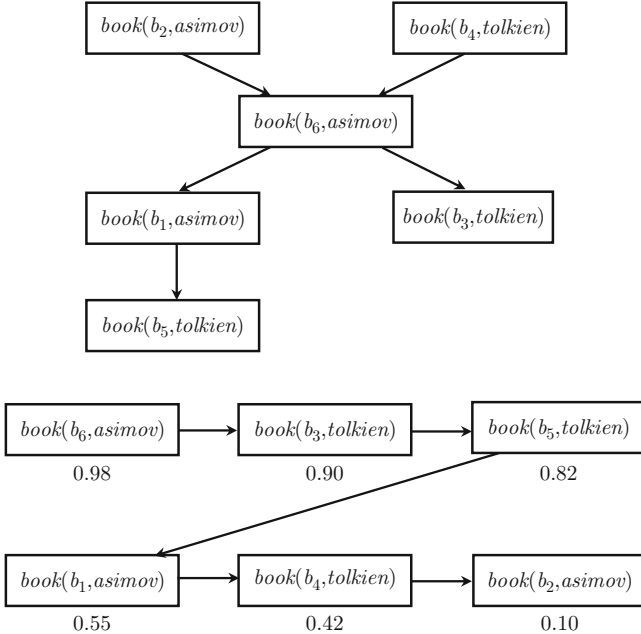 book(b₂,asimov) book(b₄,tolkien)
book(b₆,asimov)
book(b₁,asimov) book(b₃,tolkien)
book(b₅,tolkien)
book(b₆,asimov) book(b₃,tolkien) book(b₅,tolkien)
0.98 0.90 0.82
book(b₁,asimov) book(b₄,tolkien) book(b₂,asimov)
0.55 0.42 0.10